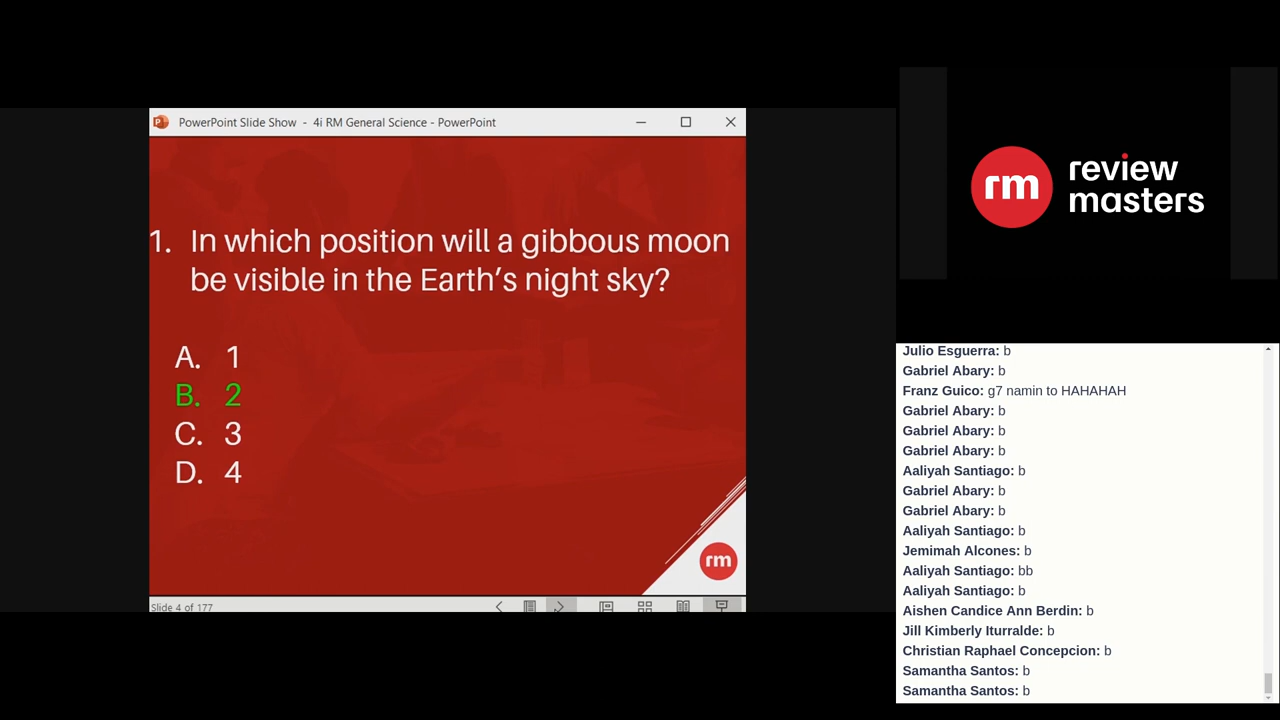 PowerPoint Slide Show - 4i RM General Science - PowerPoint
1. In which position will a gibbous moon
be visible in the Earth's night sky?
A. 1
B. 2
C. 3
D. 4
rm
Slide 4 of 177
rm review
masters
Julio Esguerra: b
Gabriel Abary: b
Franz Guico: g7 namin to HAHAHAH
Gabriel Abary: b
Gabriel Abary: b
Gabriel Abary: b
Aaliyah Santiago: b
Gabriel Abary: b
Gabriel Abary: b
Aaliyah Santiago: b
Jemimah Alcones: b
Aaliyah Santiago: bb
Aaliyah Santiago: b
Aishen Candice Ann Berdin: b
Jill Kimberly Iturralde: b
Christian Raphael Concepcion: b
Samantha Santos: b
Samantha Santos: b